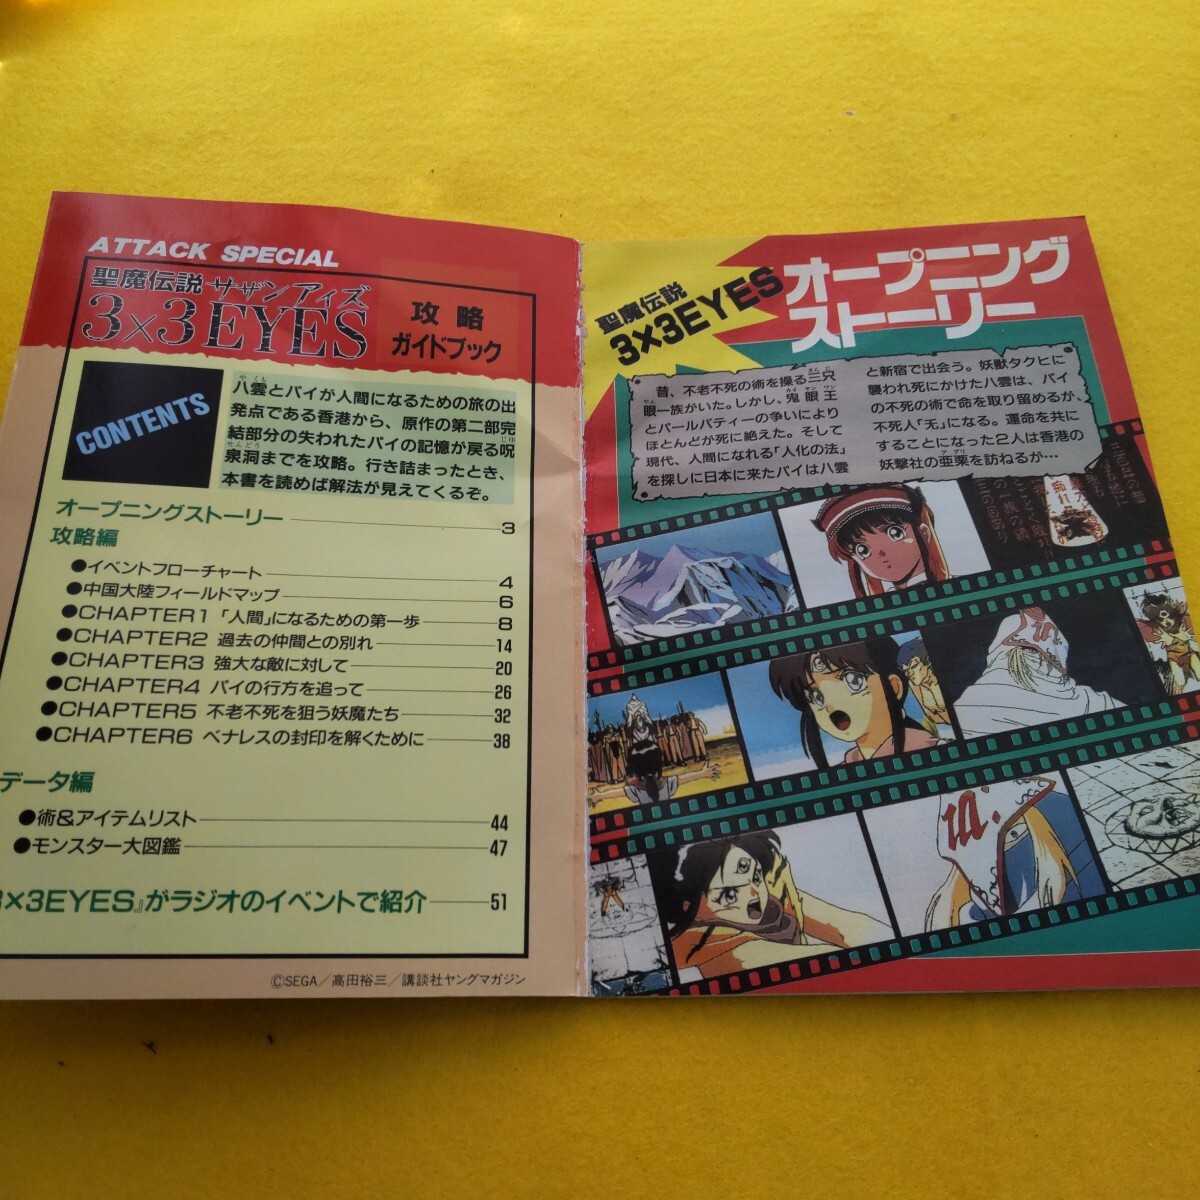 ATTACK SPECIAL
聖魔伝説 サザンアイズ
3×3 EYES
攻略
ガイドブック
CONTENTS
八雲とパイが人間になるための旅の出
発点である香港から、原作の第二部完
結部分の失われたパイの記憶が戻る呪
泉洞までを攻略。行き詰まったとき、
本書を読めば解法が見えてくるぞ。
オープニングストーリー 3
攻略編
●イベントフローチャート 4
●中国大陸フィールドマップ 6
●CHAPTER1 「人間」になるための第一歩 8
●CHAPTER2 過去の仲間との別れ 14
●CHAPTER3 強大な敵に対して 20
●CHAPTER4 パイの行方を追って 26
●CHAPTER5 不老不死を狙う妖魔たち 32
●CHAPTER6 ベナレスの封印を解くために 38
データ編
●術&アイテムリスト 44
●モンスター大図鑑 47
3×3EYES』がラジオのイベントで紹介 51
©SEGA/高田裕三/講談社ヤングマガジン
聖魔伝説
3×3EYES
オープニング
ストーリー
昔、不老不死の術を操る三只
眼一族がいた。しかし、鬼眼王
とパールバティーの争いにより
ほとんどが死に絶えた。そして
現代、人間になれる「人化の法」
を探しに日本に来たパイは八雲
と新宿で出会う。妖獣タクヒに
襲われ死にかけた八雲は、パイ
の不死の術で命を取り留めるが、
不死人「无」になる。運命を共に
することになった2人は香港の
妖撃社の亜栗を訪ねるが…